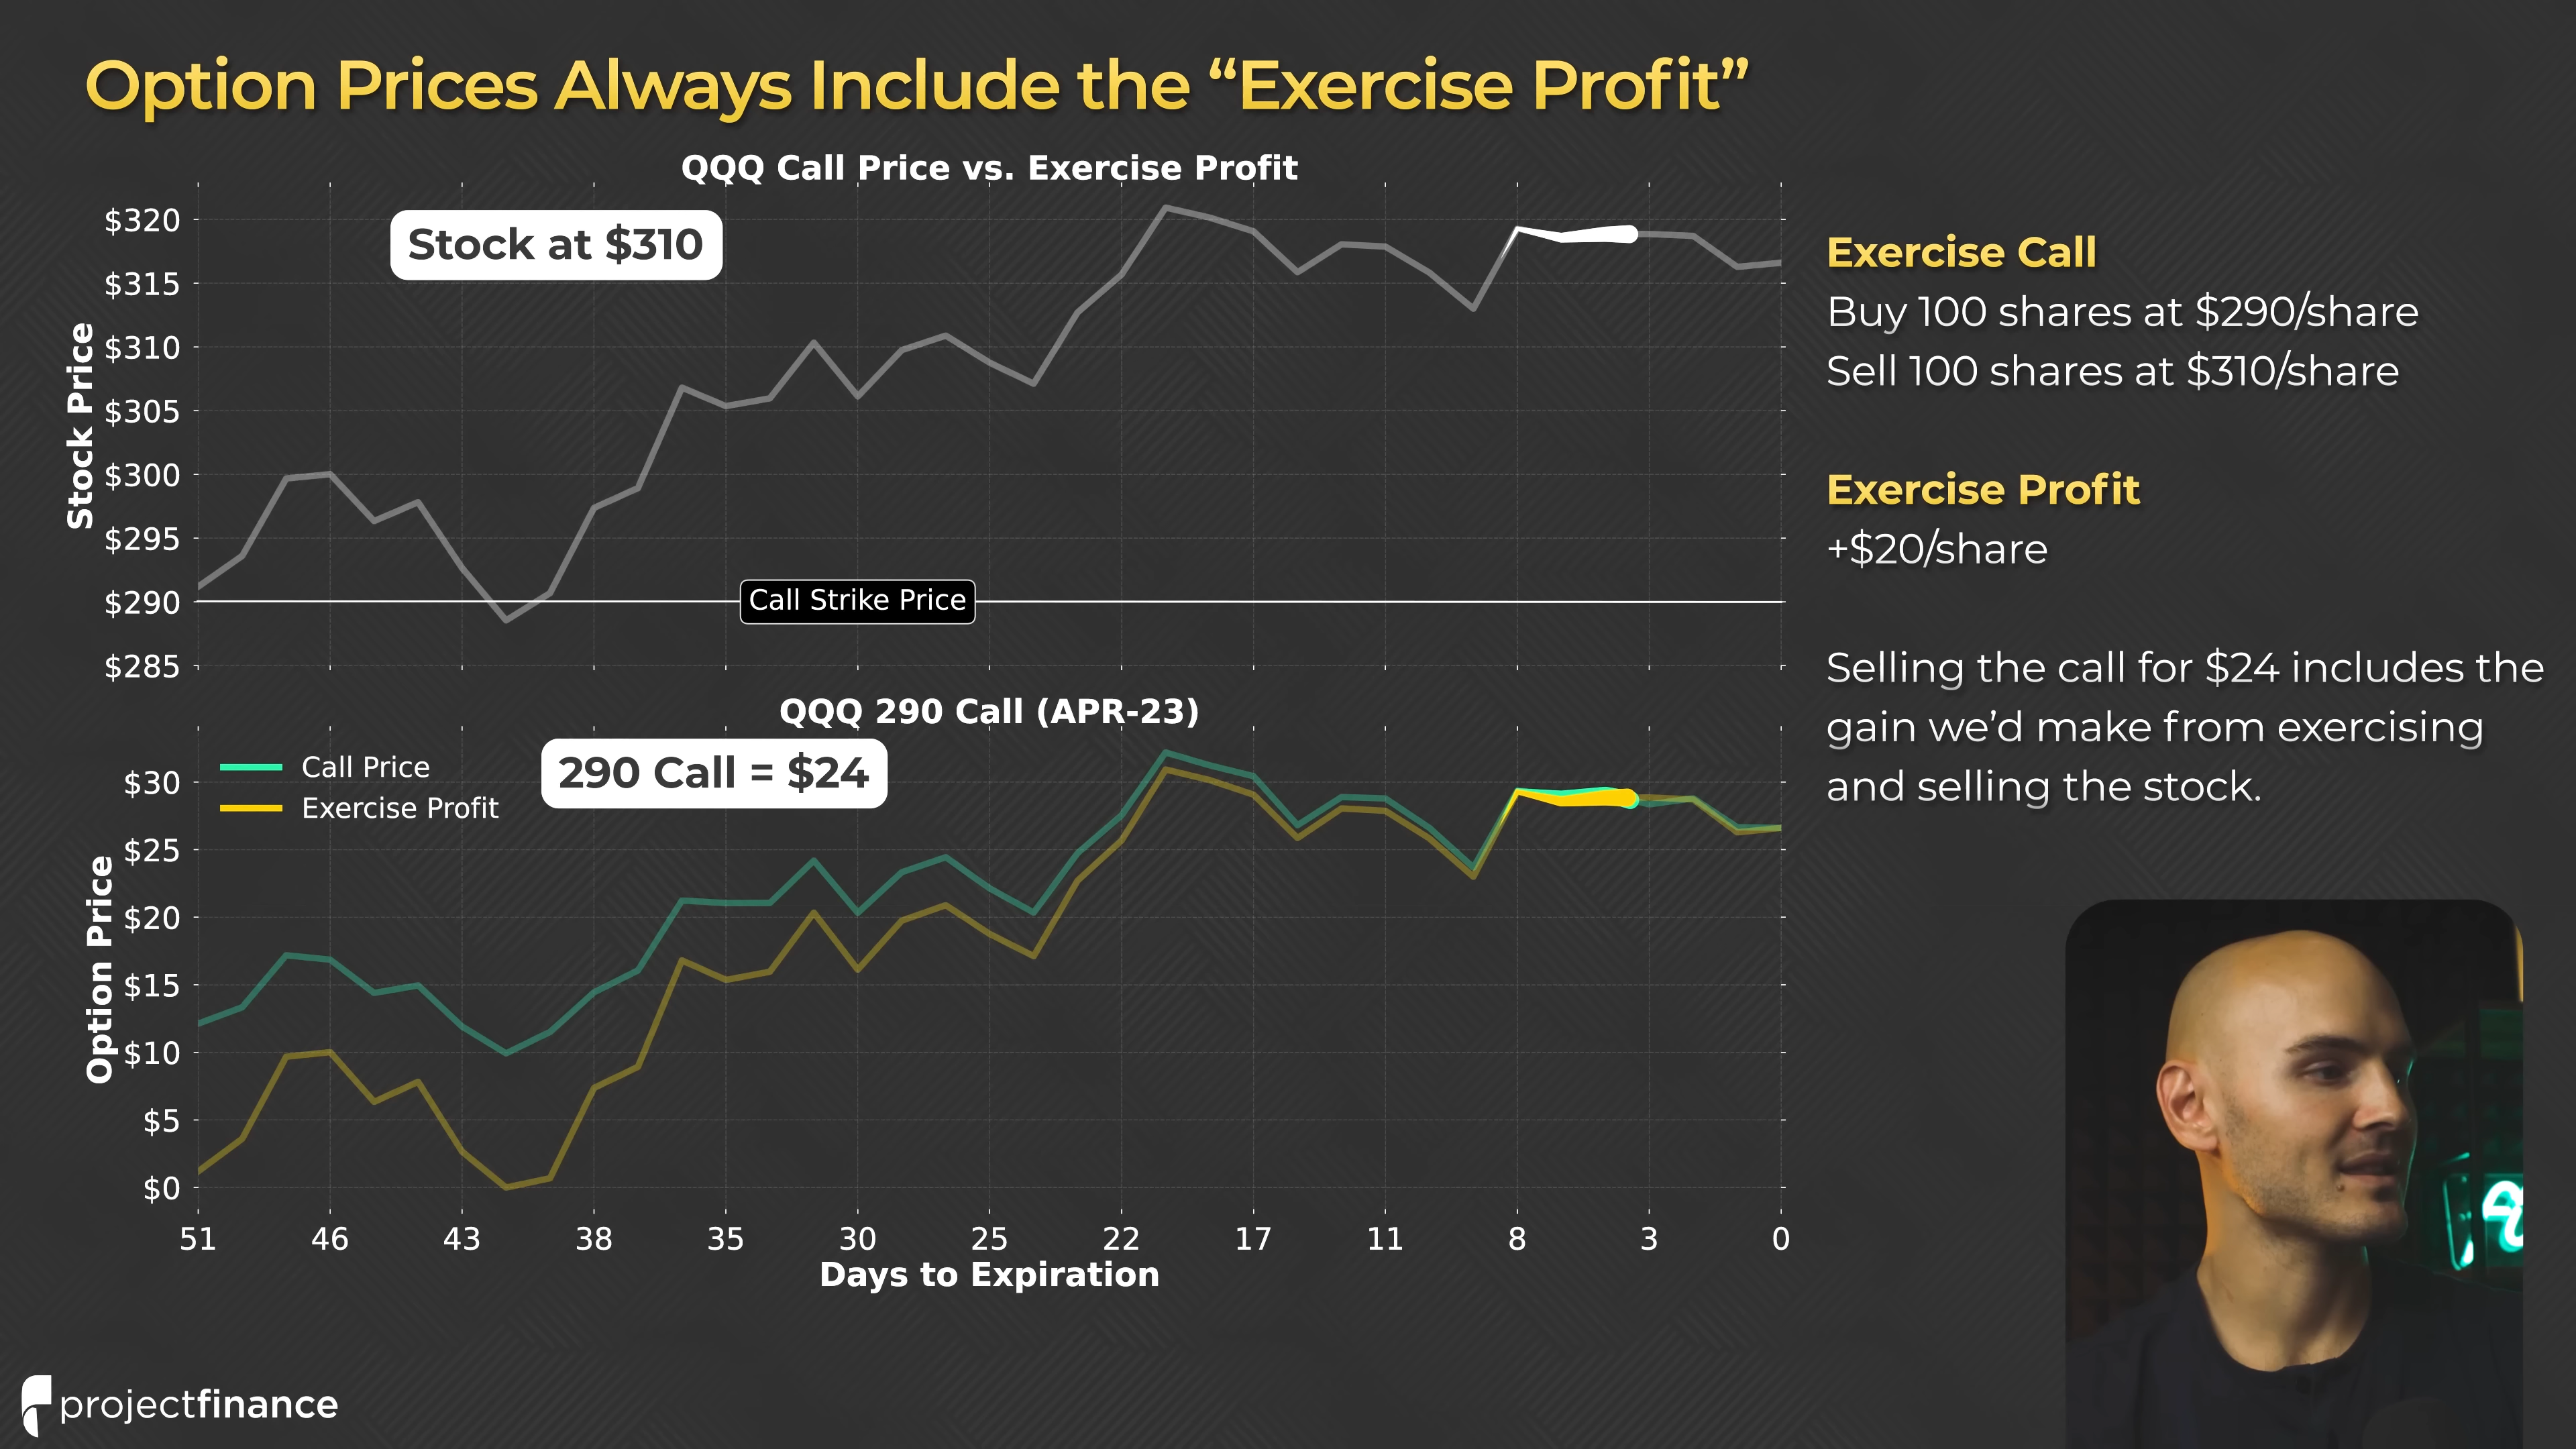 Option Prices Always Include the “Exercise Profit”
QQQ Call Price vs. Exercise Profit
Stock at $310
$320
$315
$310
$305
$300
$295
$290
$285
Stock Price
Call Strike Price
Exercise Call
Buy 100 shares at $290/share
Sell 100 shares at $310/share
Exercise Profit
+$20/share
Selling the call for $24 includes the
gain we’d make from exercising
and selling the stock.
QQQ 290 Call (APR-23)
Call Price
Exercise Profit
290 Call = $24
$30
$25
$20
$15
$10
$5
$0
Option Price
51 46 43 38 35 30 25 22 17 11 8 3 0
Days to Expiration
projectfinance